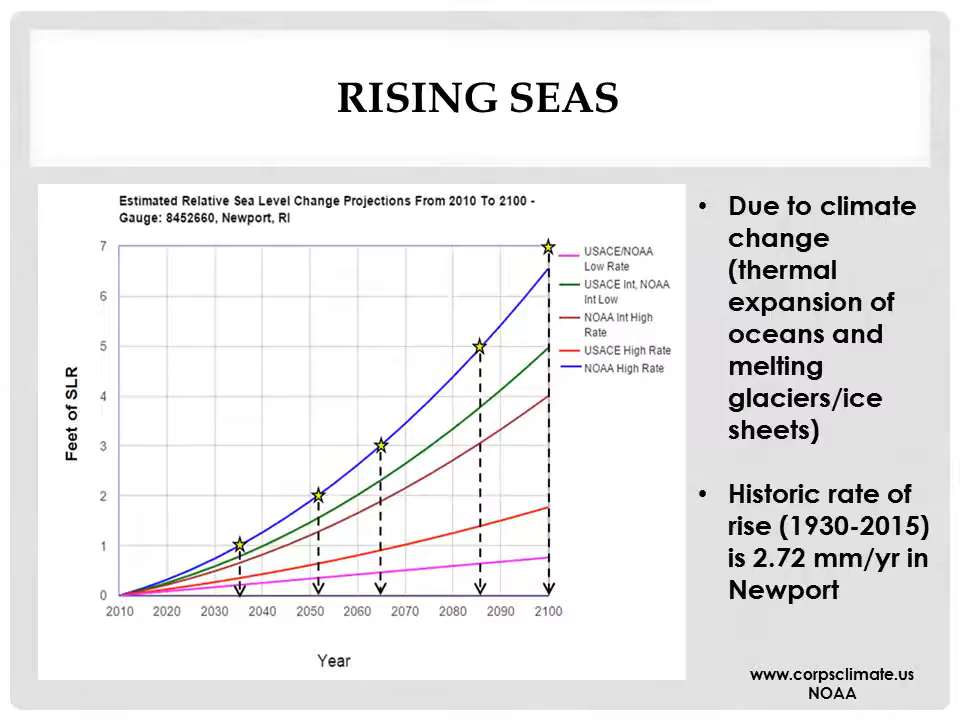 RISING SEAS
Estimated Relative Sea Level Change Projections From 2010 To 2100 -
Gauge: 8452660, Newport, RI
7
6
5
4
3
2
1
0
Feet of SLR
2010 2020 2030 2040 2050 2060 2070 2080 2090 2100
Year
USACE/NOAA
Low Rate
USACE Int, NOAA
Int Low
NOAA Int High
Rate
USACE High Rate
NOAA High Rate
• Due to climate
change
(thermal
expansion of
oceans and
melting
glaciers/ice
sheets)
• Historic rate of
rise (1930-2015)
is 2.72 mm/yr in
Newport
www.corpsclimate.us
NOAA